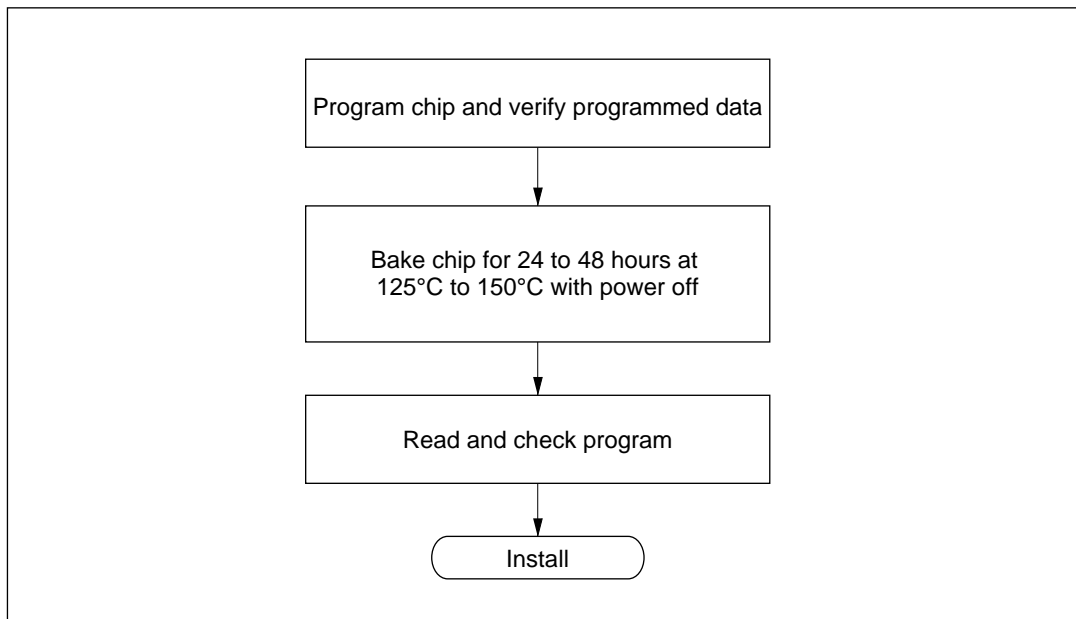 Program chip and verify programmed data
Bake chip for 24 to 48 hours at
125°C to 150°C with power off
Read and check program
Install